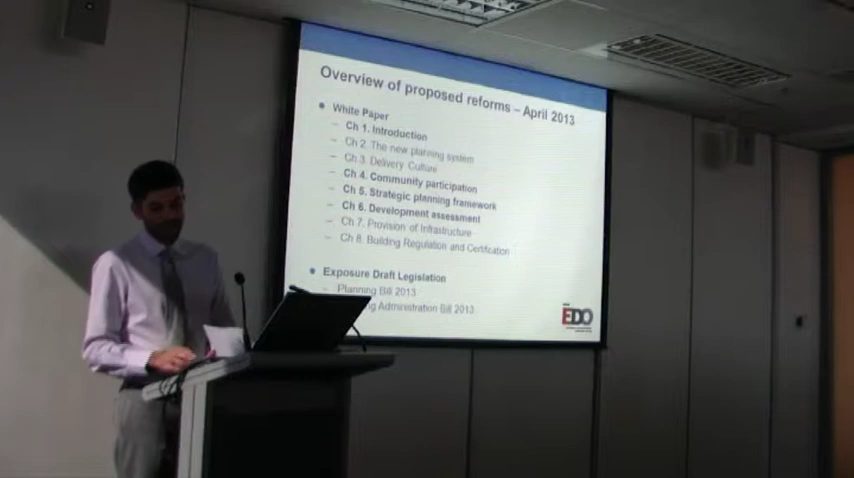 Overview of proposed reforms – April 2013
• White Paper
– Ch 1. Introduction
– Ch 2. The new planning system
– Ch 3. Delivery Culture
– Ch 4. Community participation
– Ch 5. Strategic planning framework
– Ch 6. Development assessment
– Ch 7. Provision of Infrastructure
– Ch 8. Building Regulation and Certification
• Exposure Draft Legislation
– Planning Bill 2013
Administration Bill 2013
EDO